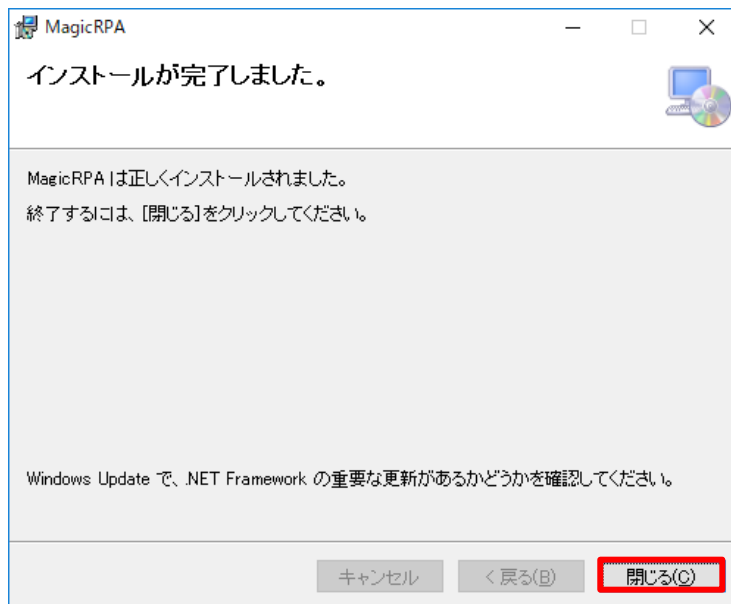 MagicRPA
インストールが完了しました。
MagicRPA は正しくインストールされました。
終了するには、[閉じる]をクリックしてください。
Windows Update で、.NET Framework の重要な更新があるかどうかを確認してください。
キャンセル
< 戻る(B)
閉じる(C)